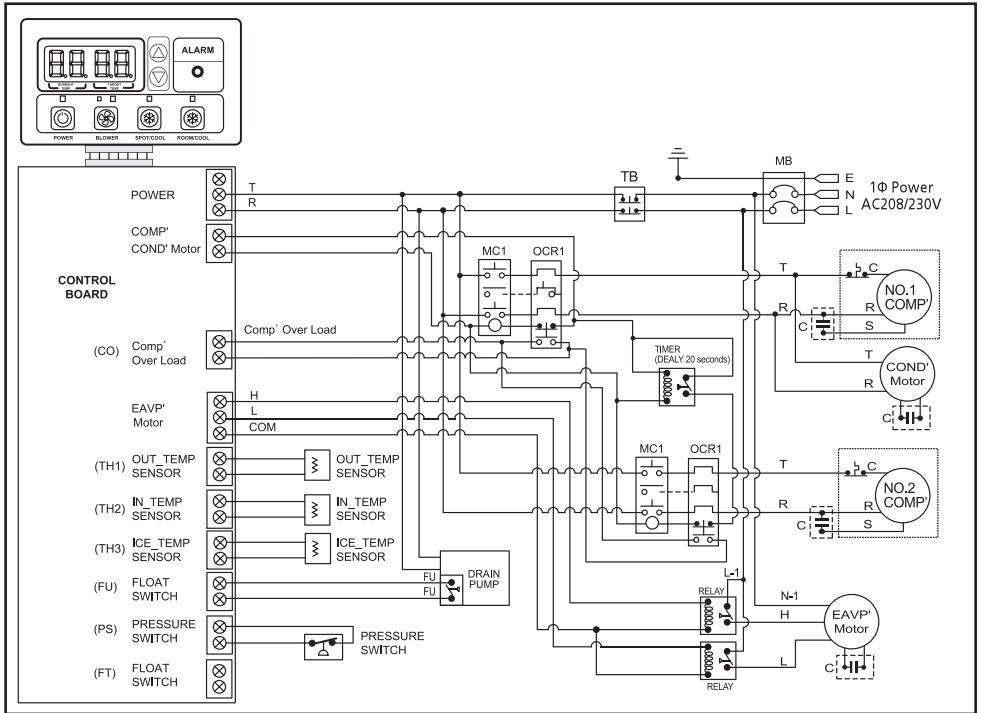 ALARM
CURRENT TEMP
TARGET TEMP
POWER BLOWER SPOT/COOL ROOM/COOL
CONTROL
BOARD
POWER
T
R
COMP'
COND' Motor
(CO) Comp' Over Load
Comp' Over Load
EAVP' Motor
H
L
COM
(TH1) OUT_TEMP SENSOR
OUT_TEMP SENSOR
(TH2) IN_TEMP SENSOR
IN_TEMP SENSOR
(TH3) ICE_TEMP SENSOR
ICE_TEMP SENSOR
(FU) FLOAT SWITCH
FU
FU
DRAIN PUMP
(PS) PRESSURE SWITCH
PRESSURE SWITCH
(FT) FLOAT SWITCH
TB
MB
E
N
L
1Φ Power
AC208/230V
MC1
OCR1
T
R
C
C
R
S
NO.1
COMP'
T
R
COND'
Motor
C
TIMER
(DEALY 20 seconds)
MC1
OCR1
T
R
C
C
R
S
NO.2
COMP'
L-1
RELAY
N-1
H
L
EAVP'
Motor
C
RELAY